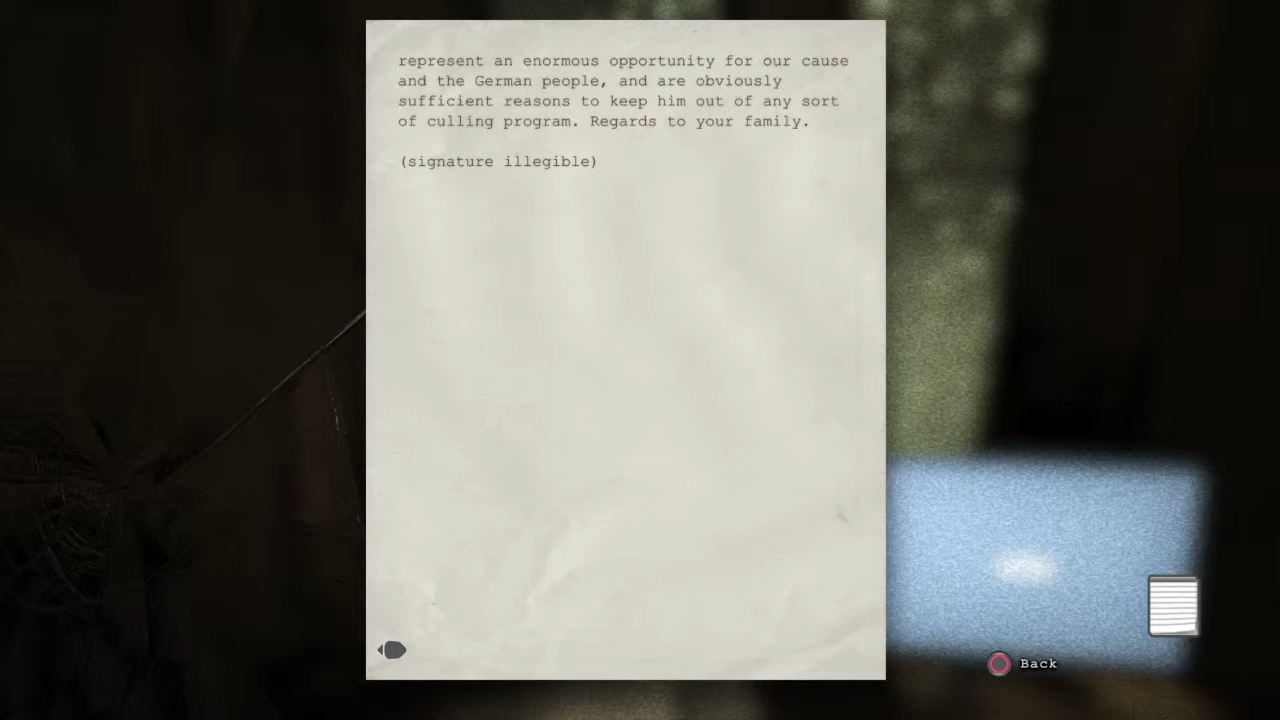 represent an enormous opportunity for our cause
and the German people, and are obviously
sufficient reasons to keep him out of any sort
of culling program. Regards to your family.
(signature illegible)
Back